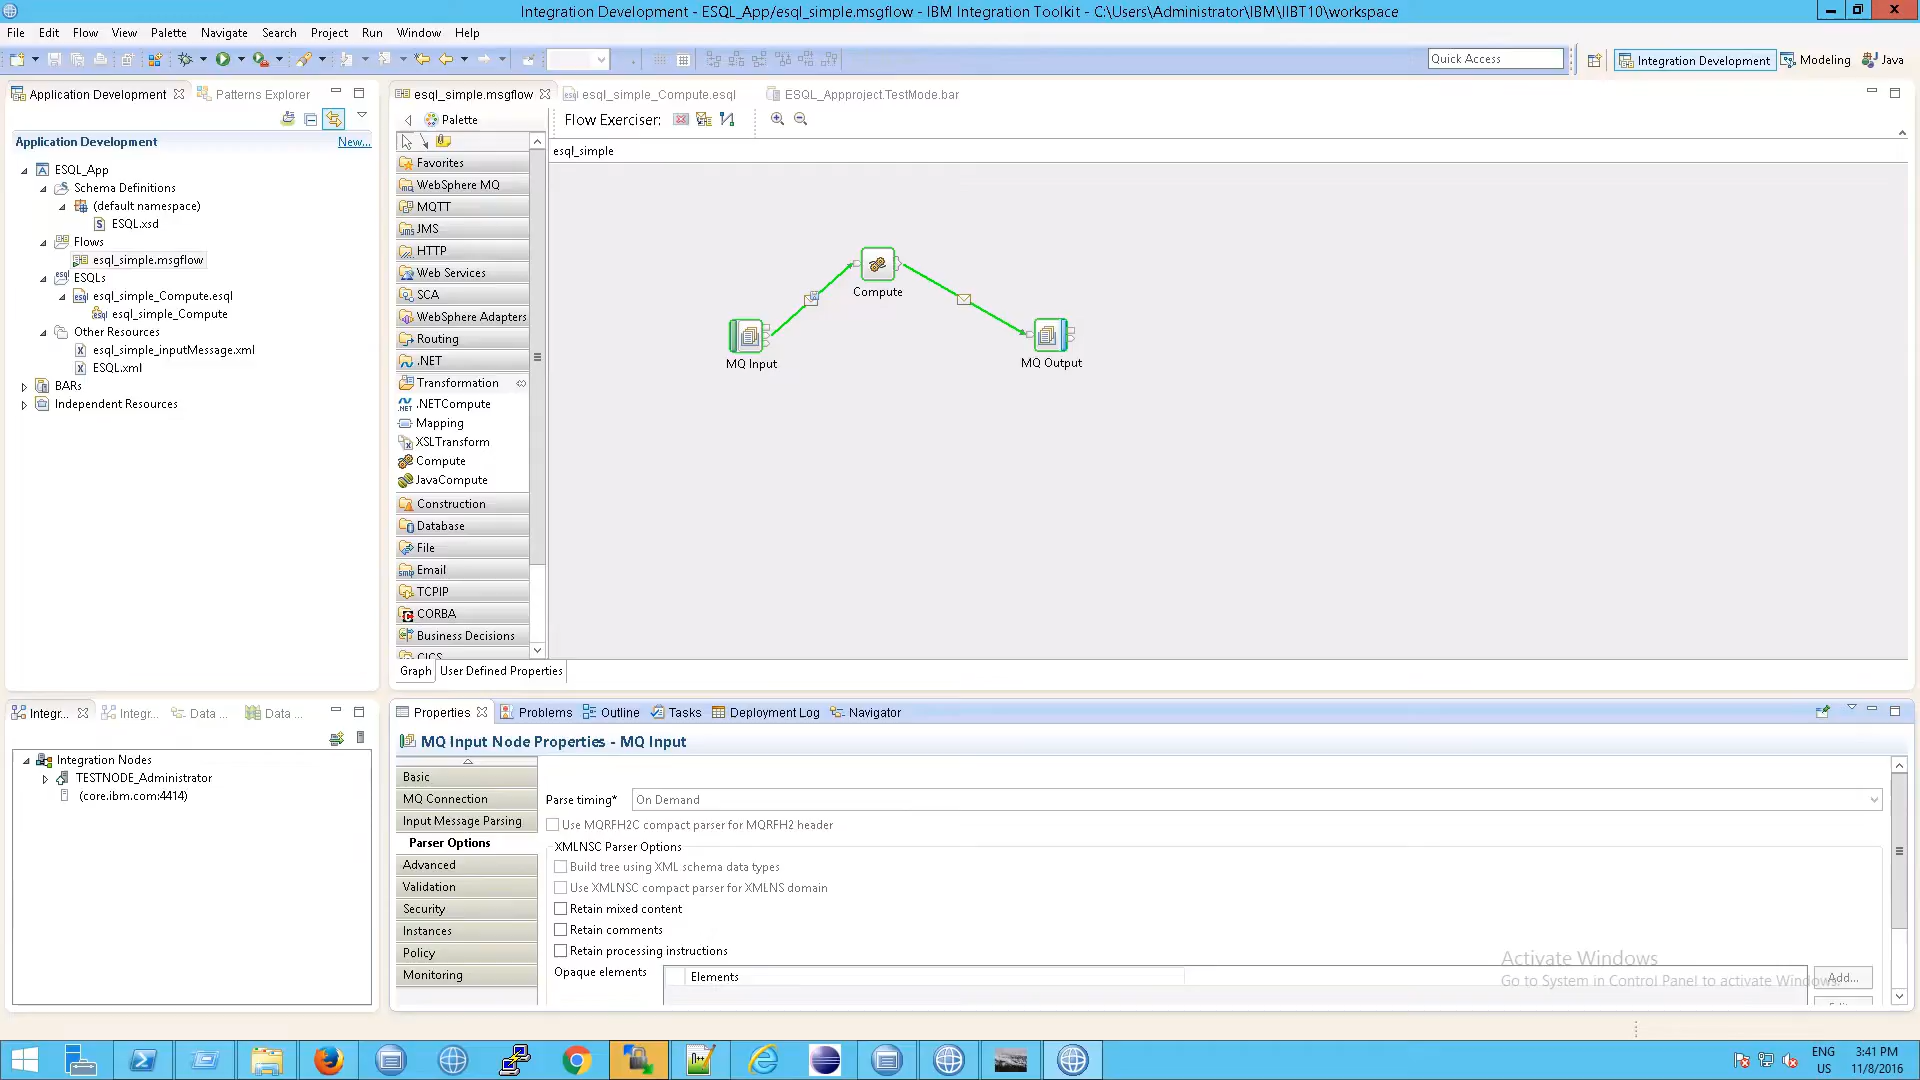 Integration Development - ESQL_App/esql_simple.msgflow - IBM Integration Toolkit - C:\Users\Administrator\IBM\IIBT10\workspace
File Edit Flow View Palette Navigate Search Project Run Window Help
Quick Access
Integration Development
Modeling
Java
Application Development
Patterns Explorer
Application Development
New...
ESQL_App
Schema Definitions
(default namespace)
ESQL.xsd
Flows
esql_simple.msgflow
ESQLs
esql_simple_Compute.esql
esql_simple_Compute
Other Resources
esql_simple_inputMessage.xml
ESQL.xml
BARs
Independent Resources
esql_simple.msgflow
esql_simple_Compute.esql
ESQL_Appproject.TestMode.bar
Palette
Flow Exerciser:
esql_simple
Favorites
WebSphere MQ
MQTT
JMS
HTTP
Web Services
SCA
WebSphere Adapters
Routing
.NET
Transformation
.NETCompute
Mapping
XSLTransform
Compute
JavaCompute
Construction
Database
File
Email
TCPIP
CORBA
Business Decisions
CICS
Compute
MQ Input
MQ Output
Graph
User Defined Properties
Integr...
Integr...
Data ...
Data ...
Integration Nodes
TESTNODE_Administrator
(core.ibm.com:4414)
Properties
Problems
Outline
Tasks
Deployment Log
Navigator
MQ Input Node Properties - MQ Input
Basic
MQ Connection
Input Message Parsing
Parser Options
Advanced
Validation
Security
Instances
Policy
Monitoring
Parse timing* On Demand
Use MQRFH2C compact parser for MQRFH2 header
XMLNSC Parser Options
Build tree using XML schema data types
Use XMLNSC compact parser for XMLNS domain
Retain mixed content
Retain comments
Retain processing instructions
Opaque elements
Elements
Add...
Activate Windows
Go to System in Control Panel to activate Windows.
ENG
US
3:41 PM
11/8/2016